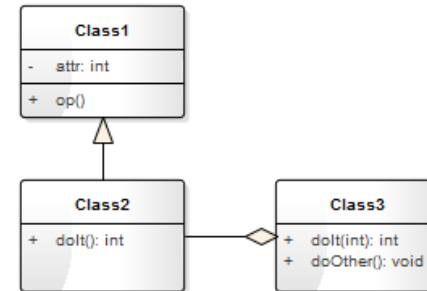 Class1
- attr: int
+ op()
Class2
+ doIt(): int
Class3
+ doIt(int): int
+ doOther(): void